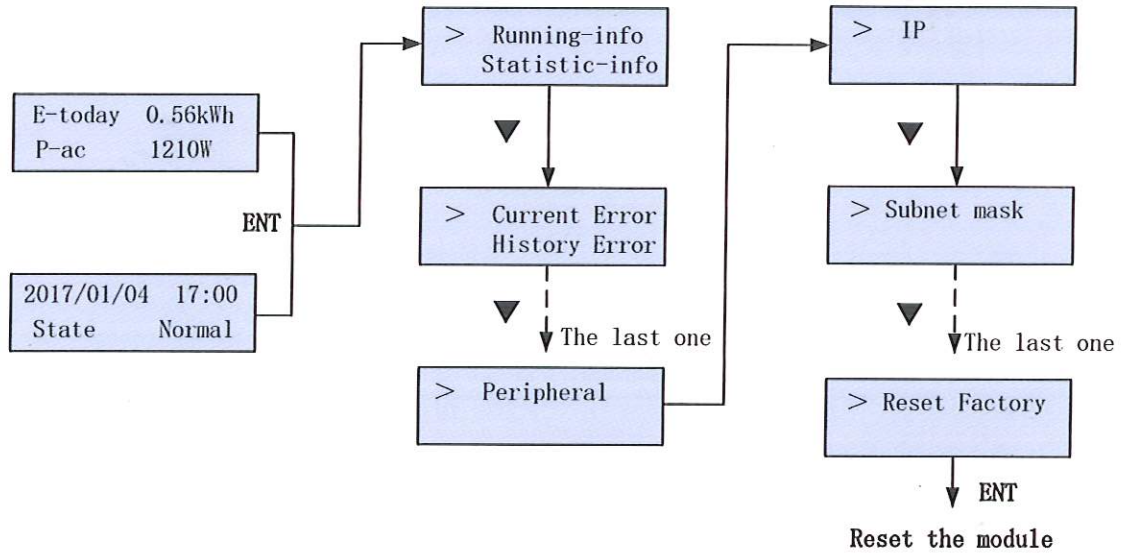 E-today 0.56kWh
P-ac 1210W
ENT
2017/01/04 17:00
State Normal
> Running-info
Statistic-info
> Current Error
History Error
The last one
> Peripheral
> IP
> Subnet mask
The last one
> Reset Factory
ENT
Reset the module